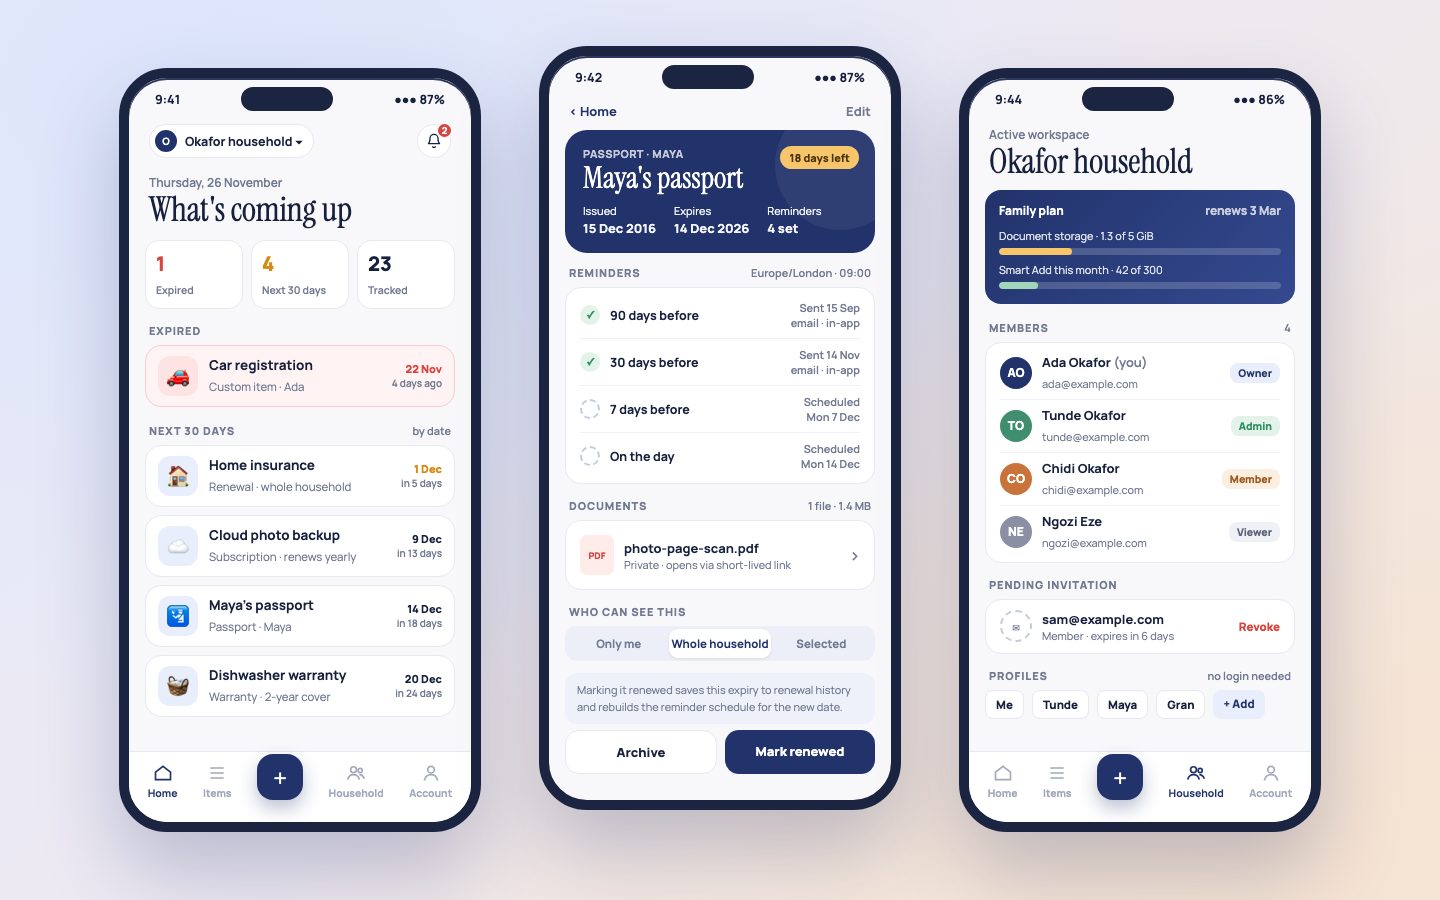 9:41
87%
O
Okafor household
2
Thursday, 26 November
What's coming up
1
Expired
4
Next 30 days
23
Tracked
EXPIRED
Car registration
Custom item · Ada
22 Nov
4 days ago
NEXT 30 DAYS
by date
Home insurance
Renewal · whole household
1 Dec
in 5 days
Cloud photo backup
Subscription · renews yearly
9 Dec
in 13 days
Maya's passport
Passport · Maya
14 Dec
in 18 days
Dishwasher warranty
Warranty · 2-year cover
20 Dec
in 24 days
Home
Items
+
Household
Account
9:42
87%
‹ Home
Edit
PASSPORT · MAYA
18 days left
Maya's passport
Issued
15 Dec 2016
Expires
14 Dec 2026
Reminders
4 set
REMINDERS
Europe/London · 09:00
90 days before
Sent 15 Sep
email · in-app
30 days before
Sent 14 Nov
email · in-app
7 days before
Scheduled
Mon 7 Dec
On the day
Scheduled
Mon 14 Dec
DOCUMENTS
1 file · 1.4 MB
PDF
photo-page-scan.pdf
Private · opens via short-lived link
WHO CAN SEE THIS
Only me
Whole household
Selected
Marking it renewed saves this expiry to renewal history
and rebuilds the reminder schedule for the new date.
Archive
Mark renewed
9:44
86%
Active workspace
Okafor household
Family plan
renews 3 Mar
Document storage · 1.3 of 5 GiB
Smart Add this month · 42 of 300
MEMBERS
4
AO
Ada Okafor (you)
ada@example.com
Owner
TO
Tunde Okafor
tunde@example.com
Admin
CO
Chidi Okafor
chidi@example.com
Member
NE
Ngozi Eze
ngozi@example.com
Viewer
PENDING INVITATION
sam@example.com
Member · expires in 6 days
Revoke
PROFILES
no login needed
Me
Tunde
Maya
Gran
+ Add
Home
Items
+
Household
Account